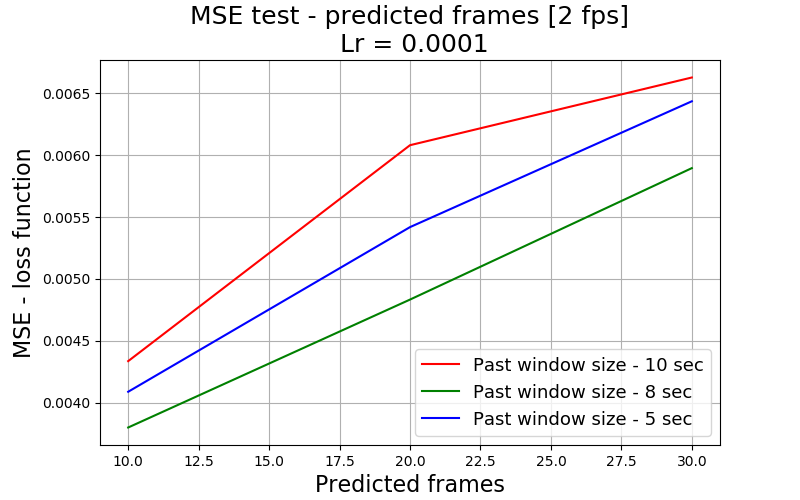 MSE test - predicted frames [2 fps]
Lr = 0.0001
MSE - loss function
0.0065
0.0060
0.0055
0.0050
0.0045
0.0040
Past window size - 10 sec
Past window size - 8 sec
Past window size - 5 sec
10.0 12.5 15.0 17.5 20.0 22.5 25.0 27.5 30.0
Predicted frames